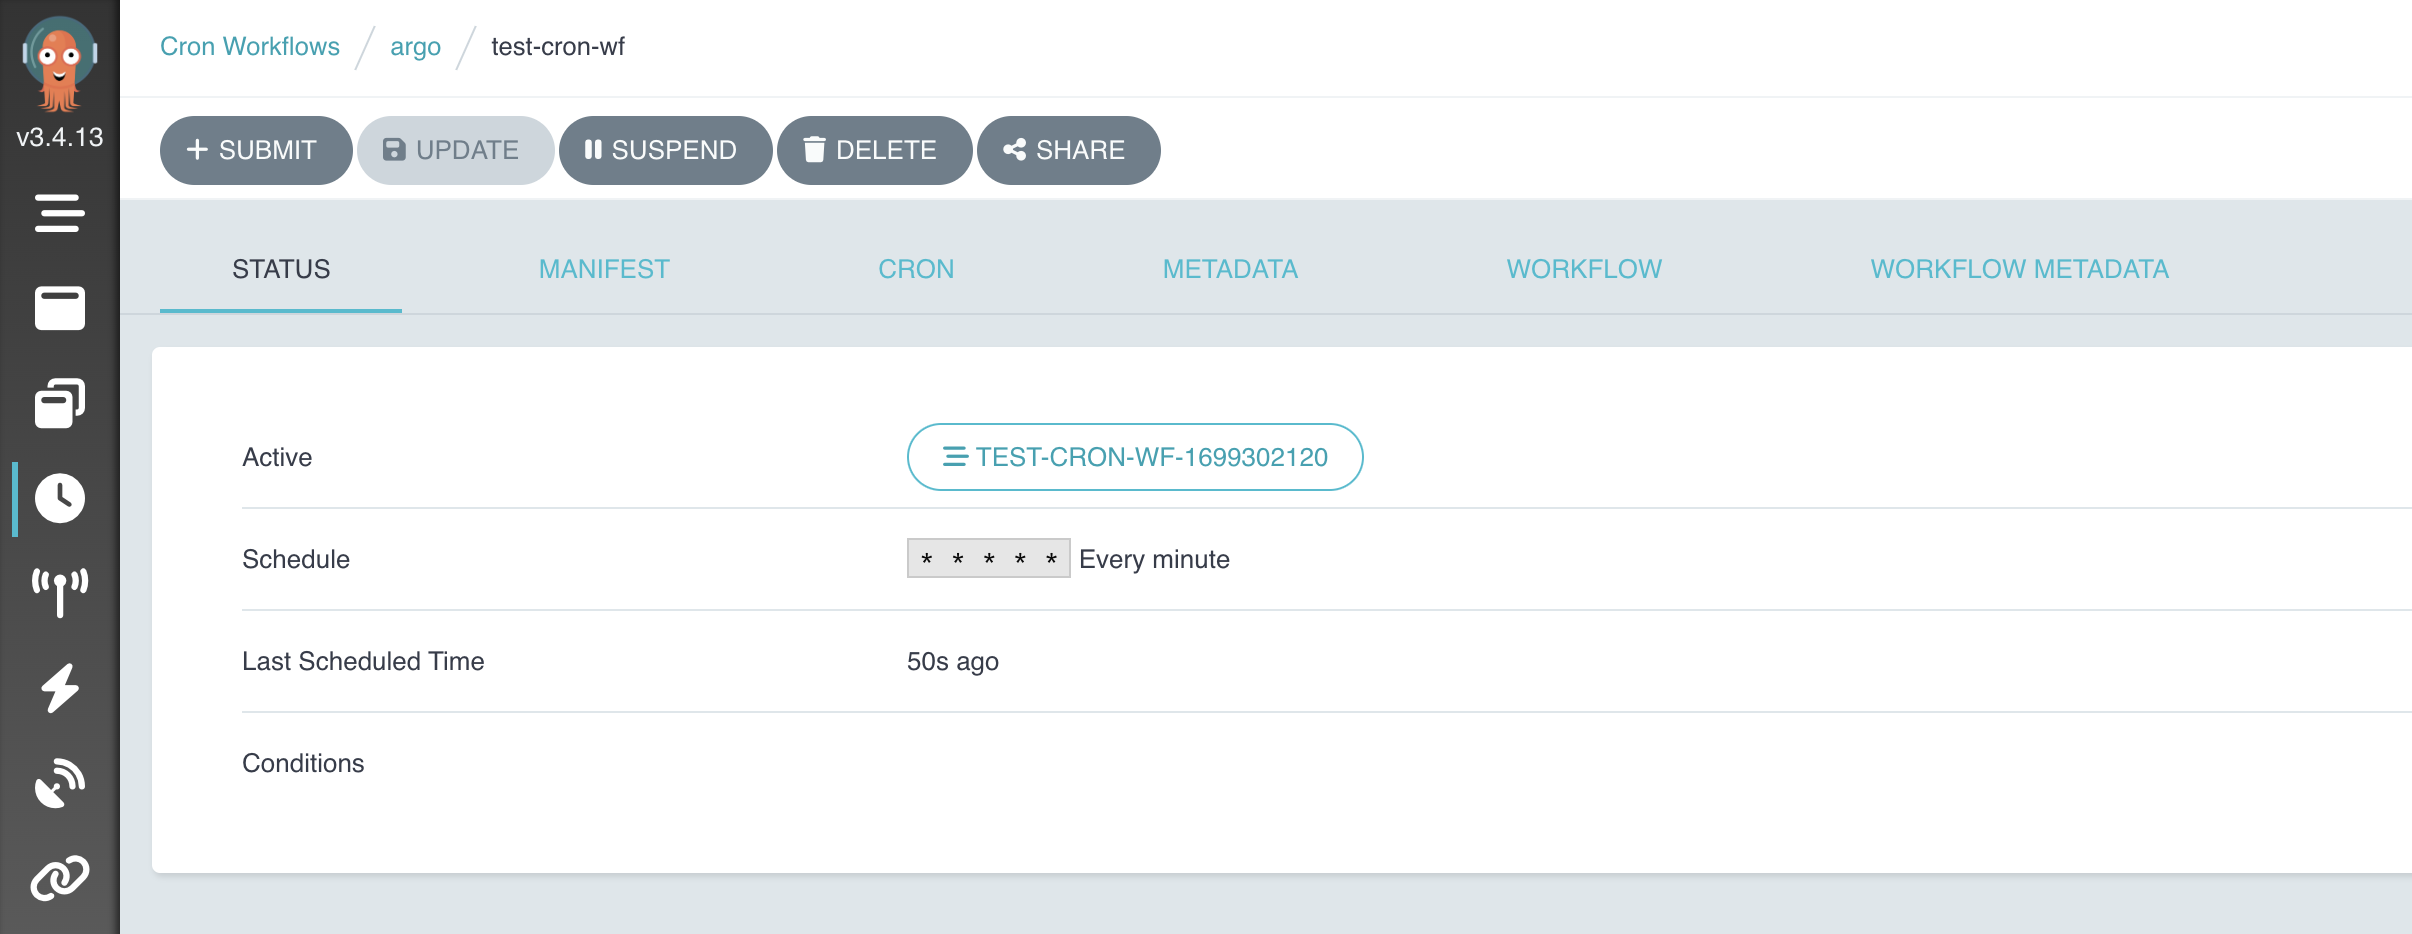 v3.4.13
Cron Workflows / argo / test-cron-wf
+ SUBMIT UPDATE SUSPEND DELETE SHARE
STATUS MANIFEST CRON METADATA WORKFLOW WORKFLOW METADATA
Active TEST-CRON-WF-1699302120
Schedule * * * * * Every minute
Last Scheduled Time 50s ago
Conditions